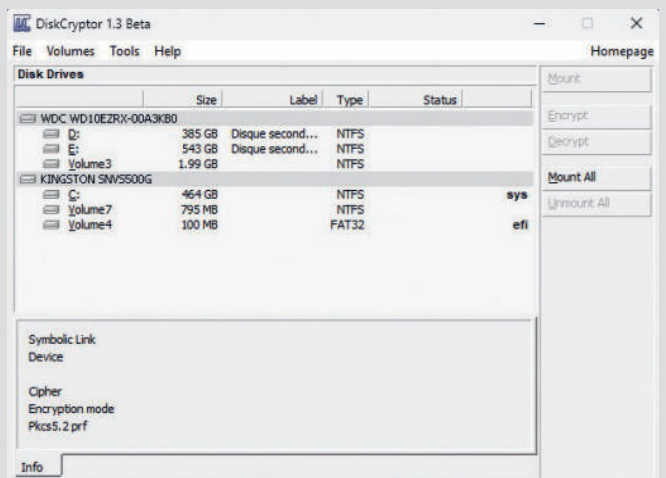 DiskCryptor 1.3 Beta
File Volumes Tools Help Homepage
Disk Drives
Mount
Size Label Type Status
Encrypt
WDC WD10EZRX-00A3KB0
D: 385 GB Disque second... NTFS
Decrypt
E: 543 GB Disque second... NTFS
Volume3 1.99 GB NTFS
Mount All
KINGSTON SNVS500G
C: 464 GB NTFS sys
Unmount All
Volume7 795 MB NTFS
Volume4 100 MB FAT32 efi
Symbolic Link
Device
Cipher
Encryption mode
Pkcs5.2 prf
Info